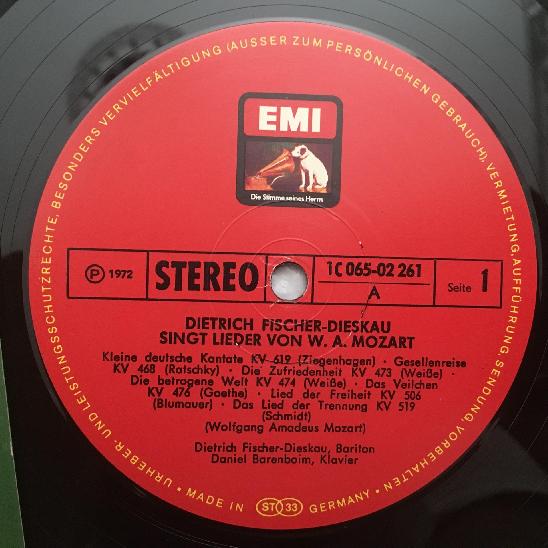 URHEBER- UND LEISTUNGSSCHUTZRECHTE, BESONDERS VERVIELFÄLTIGUNG (AUSSER ZUM PERSÖNLICHEN GEBRAUCH), VERMIETUNG, AUFFÜHRUNG, SENDUNG, VORBEHALTEN •
EMI
Die Stimme seines Herrn
Ⓟ 1972
STEREO
1C 065-02 261
A
Seite 1
DIETRICH FISCHER-DIESKAU
SINGT LIEDER VON W. A. MOZART
Kleine deutsche Kantate KV 619 (Ziegenhagen) · Gesellenreise
KV 468 (Ratschky) · Die Zufriedenheit KV 473 (Weiße) ·
Die betrogene Welt KV 474 (Weiße) · Das Veilchen
KV 476 (Goethe) · Lied der Freiheit KV 506
(Blumauer) · Das Lied der Trennung KV 519
(Schmidt)
(Wolfgang Amadeus Mozart)
Dietrich Fischer-Dieskau, Bariton
Daniel Barenboim, Klavier
• MADE IN GERMANY •
ST 33